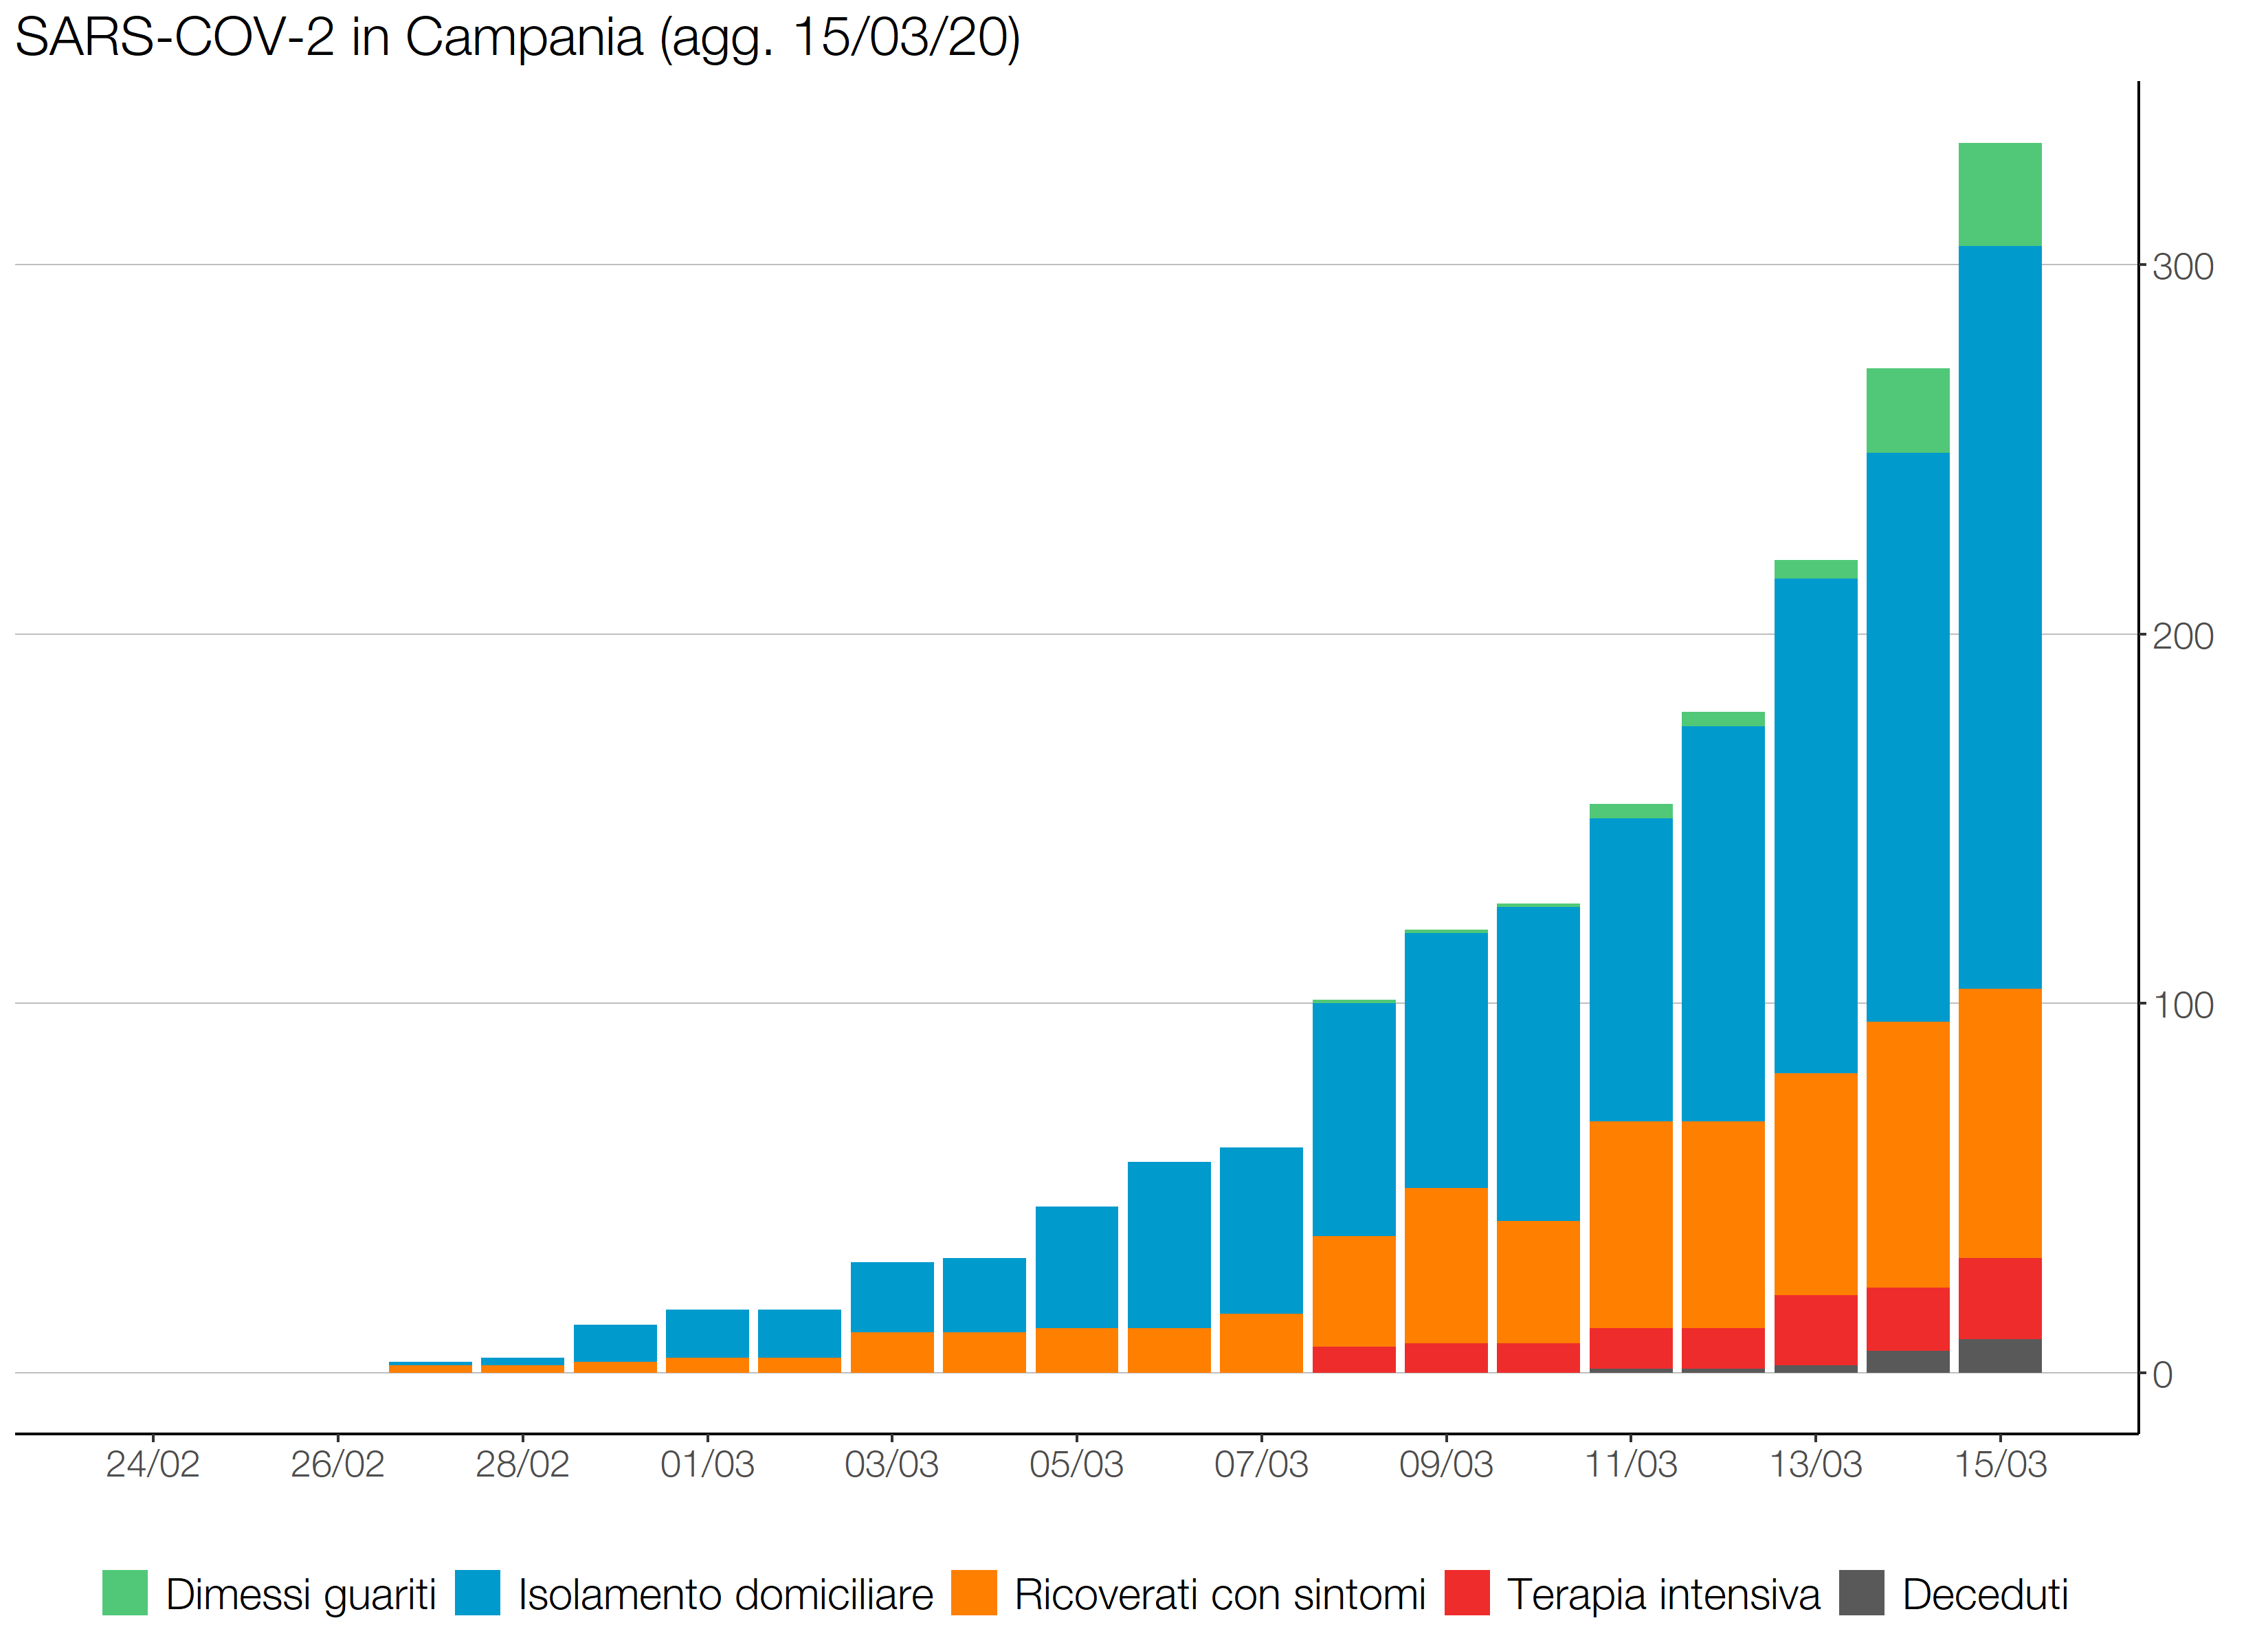 SARS-COV-2 in Campania (agg. 15/03/20)
300
200
100
0
24/02 26/02 28/02 01/03 03/03 05/03 07/03 09/03 11/03 13/03 15/03
Dimessi guariti Isolamento domiciliare Ricoverati con sintomi Terapia intensiva Deceduti